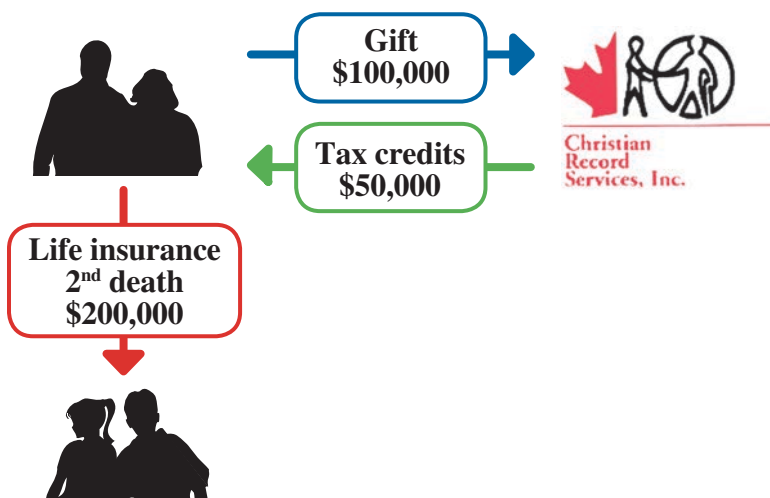 Gift
$100,000
Christian
Record
Services, Inc.
Tax credits
$50,000
Life insurance
2nd death
$200,000